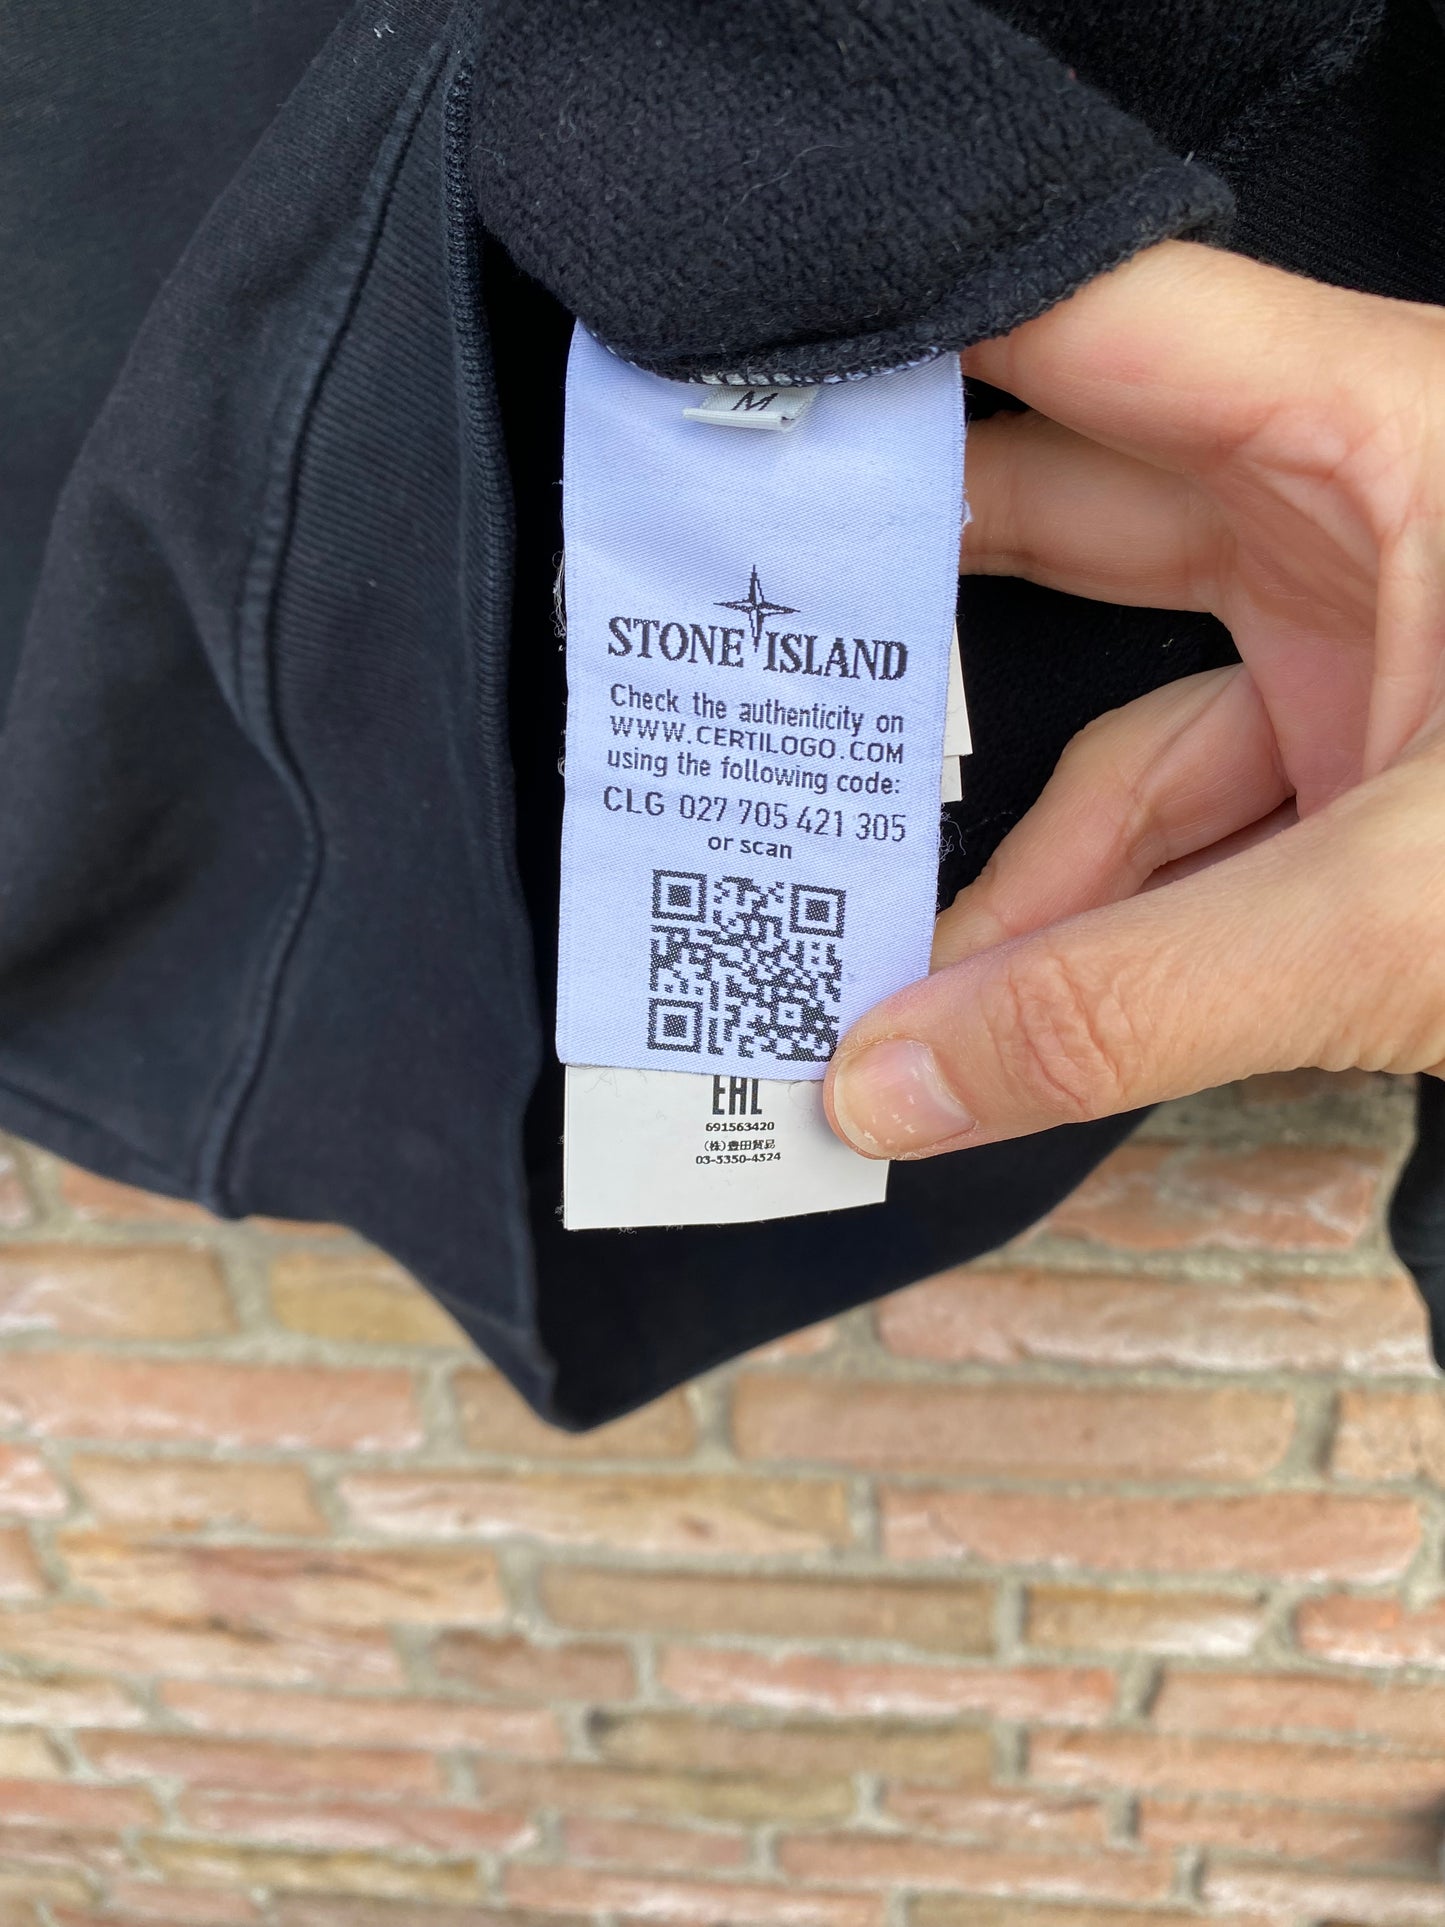 M
STONE ISLAND
Check the authenticity on
WWW.CERTILOGO.COM
using the following code:
CLG 027 705 421 305
or scan
EAC
691563420
(株)豊田貿易
03-5350-4524